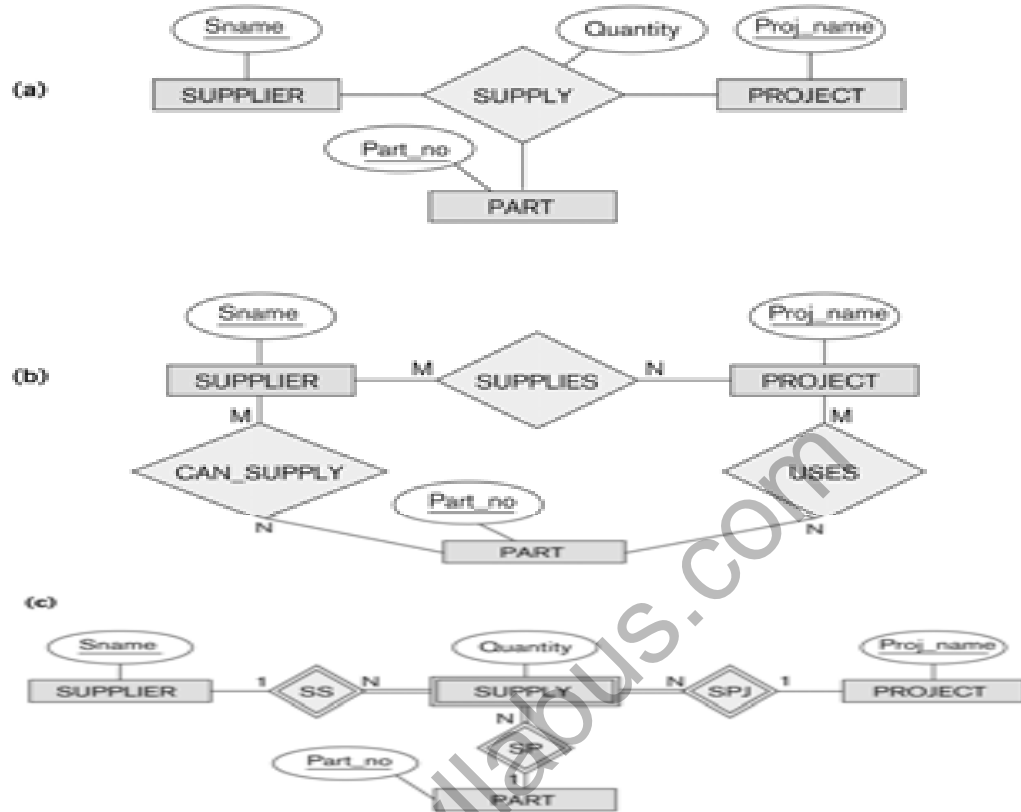 Sname
Quantity
Proj_name
(a)
SUPPLIER
SUPPLY
PROJECT
Part_no
PART
Sname
Proj_name
(b)
SUPPLIER
M
SUPPLIES
N
PROJECT
M
M
CAN_SUPPLY
USES
Part_no
N
N
PART
(c)
Sname
Quantity
Proj_name
SUPPLIER
1
SS
N
SUPPLY
N
SPJ
1
PROJECT
N
SP
Part_no
1
PART